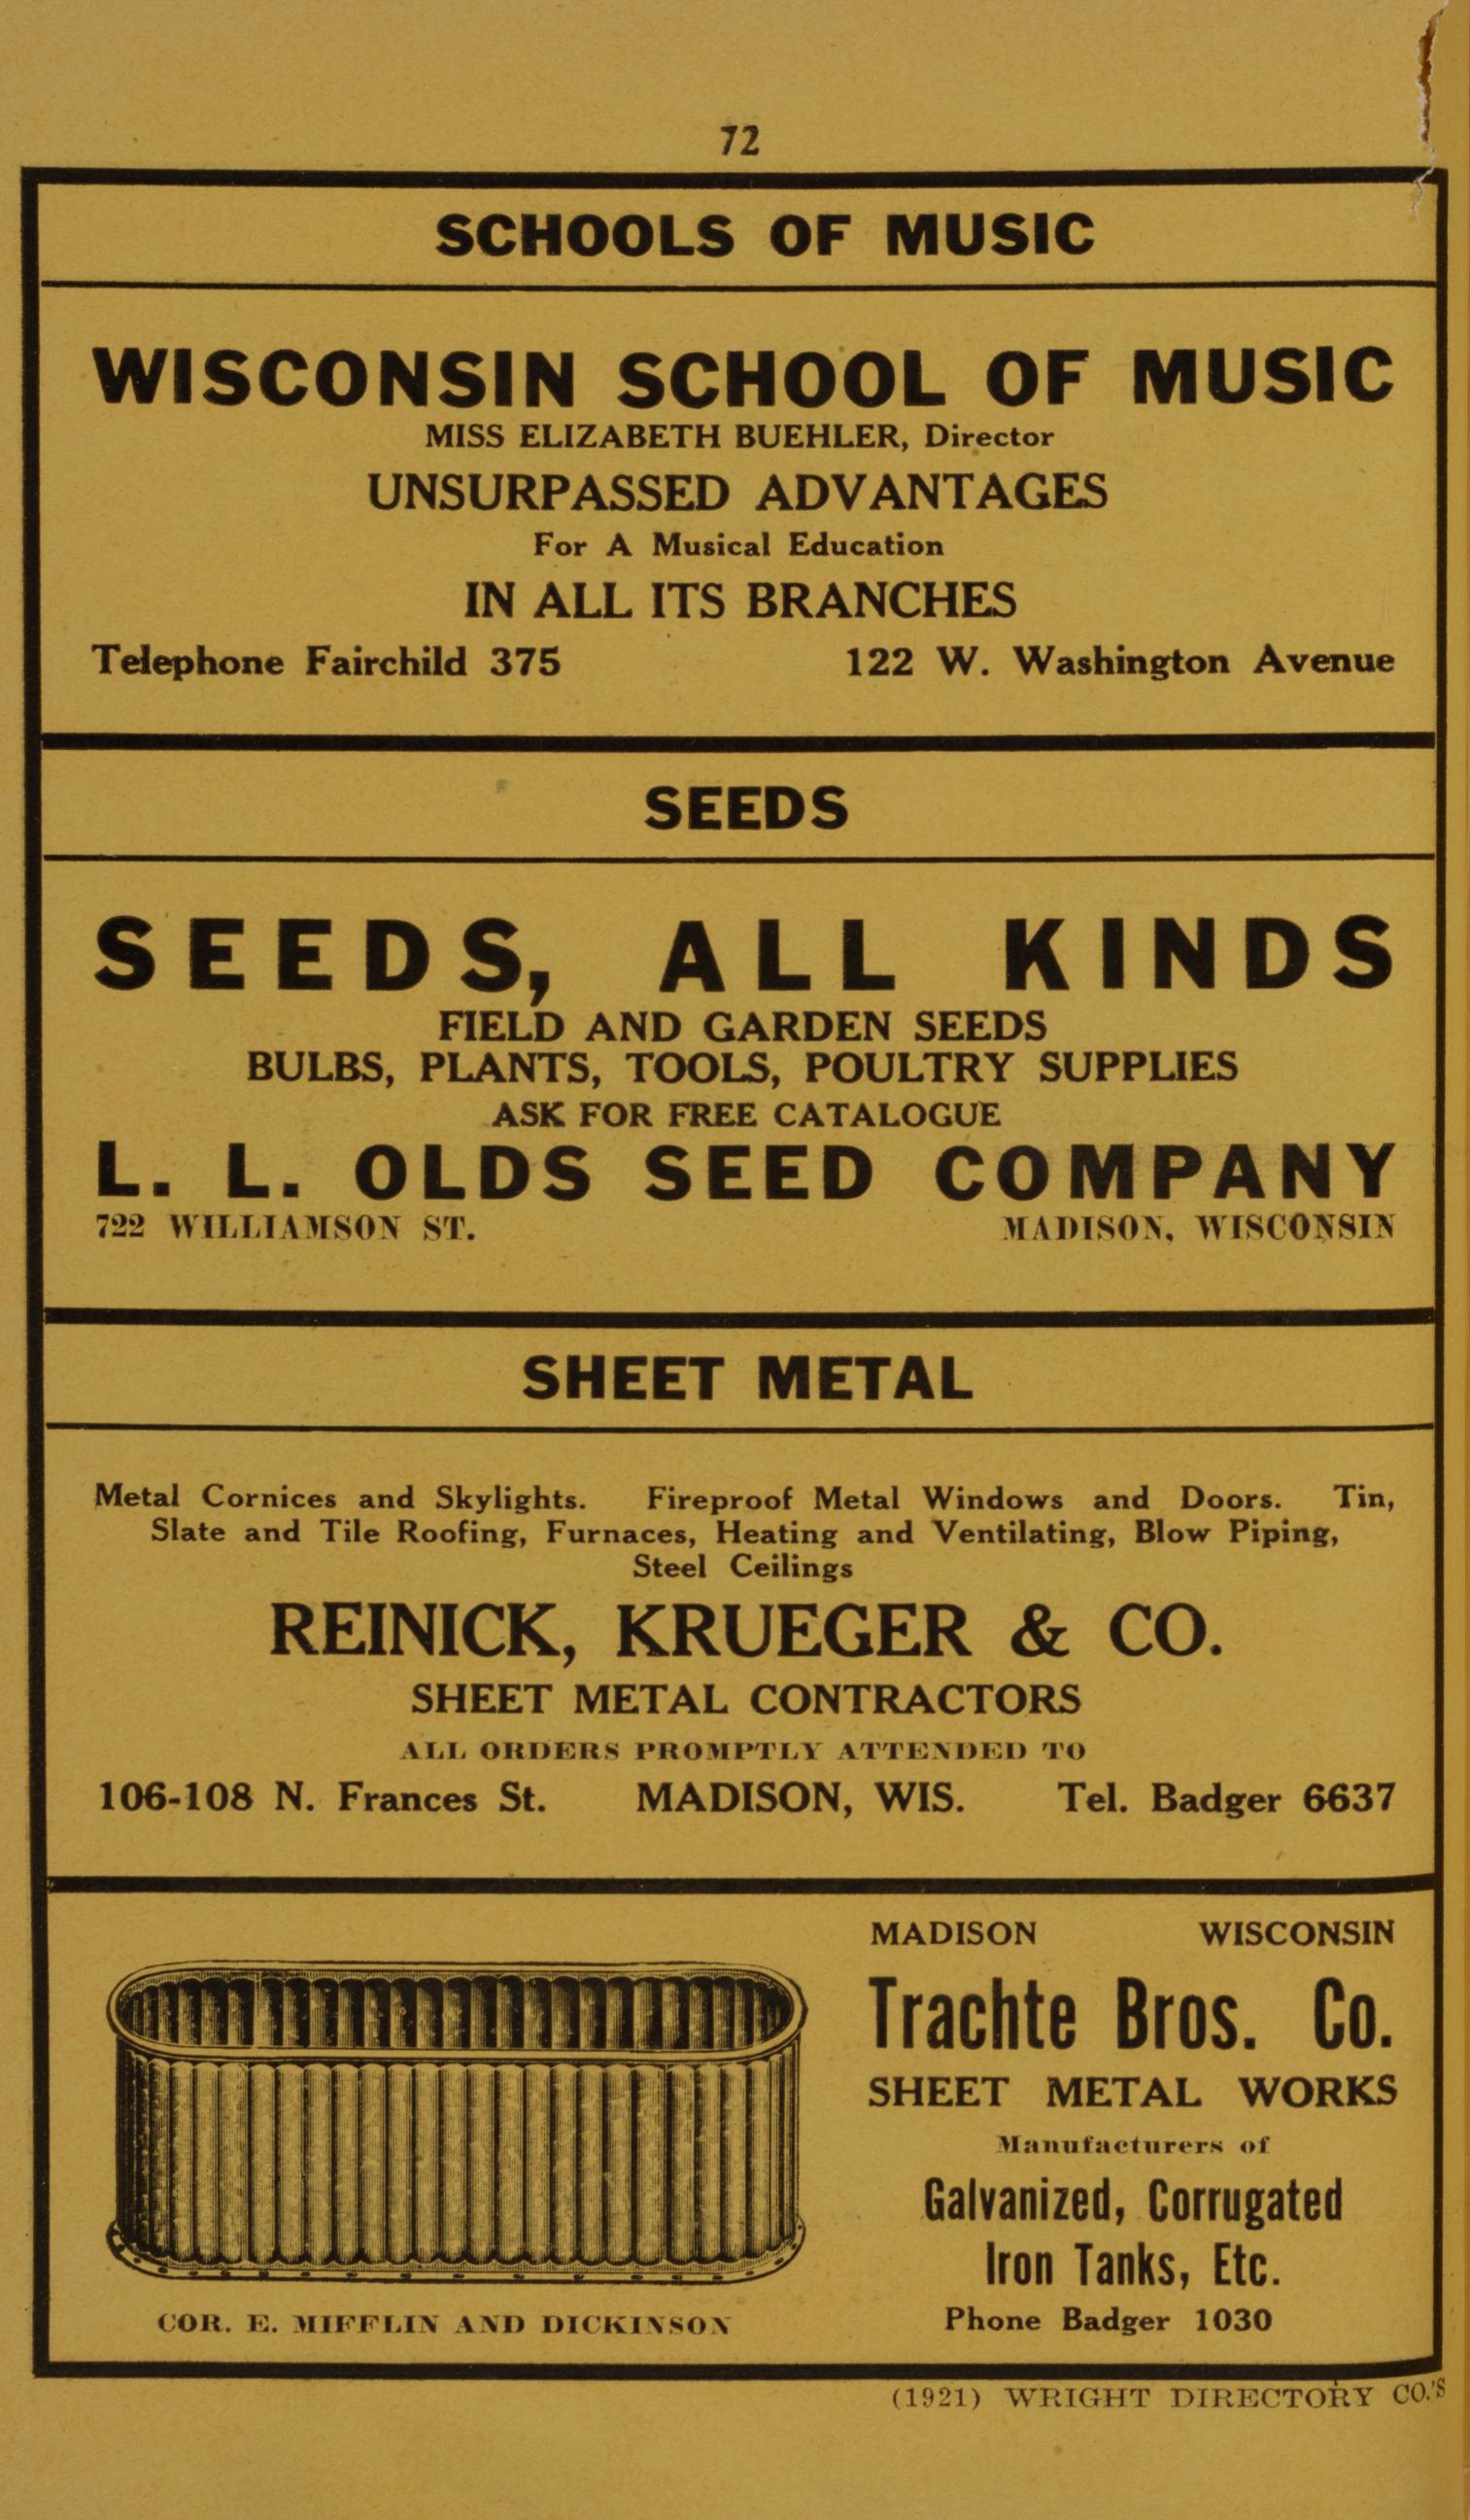 72
SCHOOLS OF MUSIC
WISCONSIN SCHOOL OF MUSIC
MISS ELIZABETH BUEHLER, Director
UNSURPASSED ADVANTAGES
For A Musical Education
IN ALL ITS BRANCHES
Telephone Fairchild 375 122 W. Washington Avenue
SEEDS
SEEDS, ALL KINDS
FIELD AND GARDEN SEEDS
BULBS, PLANTS, TOOLS, POULTRY SUPPLIES
ASK FOR FREE CATALOGUE
L. L. OLDS SEED COMPANY
722 WILLIAMSON ST. MADISON, WISCONSIN
SHEET METAL
Metal Cornices and Skylights. Fireproof Metal Windows and Doors. Tin,
Slate and Tile Roofing, Furnaces, Heating and Ventilating, Blow Piping,
Steel Ceilings
REINICK, KRUEGER & CO.
SHEET METAL CONTRACTORS
ALL ORDERS PROMPTLY ATTENDED TO
106-108 N. Frances St. MADISON, WIS. Tel. Badger 6637
MADISON WISCONSIN
Trachte Bros. Co.
SHEET METAL WORKS
Manufacturers of
Galvanized, Corrugated
Iron Tanks, Etc.
Phone Badger 1030
COR. E. MIFFLIN AND DICKINSON
(1921) WRIGHT DIRECTORY CO.'S